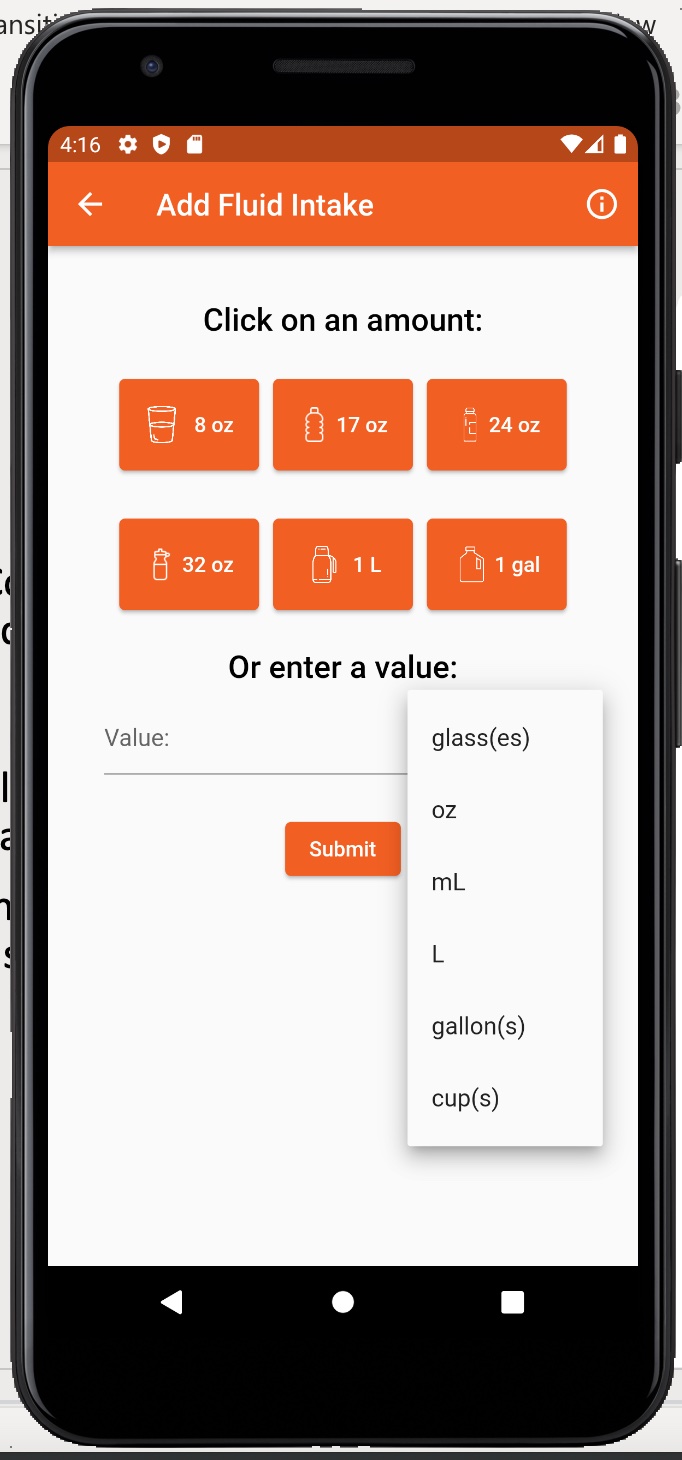 4:16
Add Fluid Intake
Click on an amount:
8 oz
17 oz
24 oz
32 oz
1 L
1 gal
Or enter a value:
Value:
glass(es)
oz
Submit
mL
L
gallon(s)
cup(s)